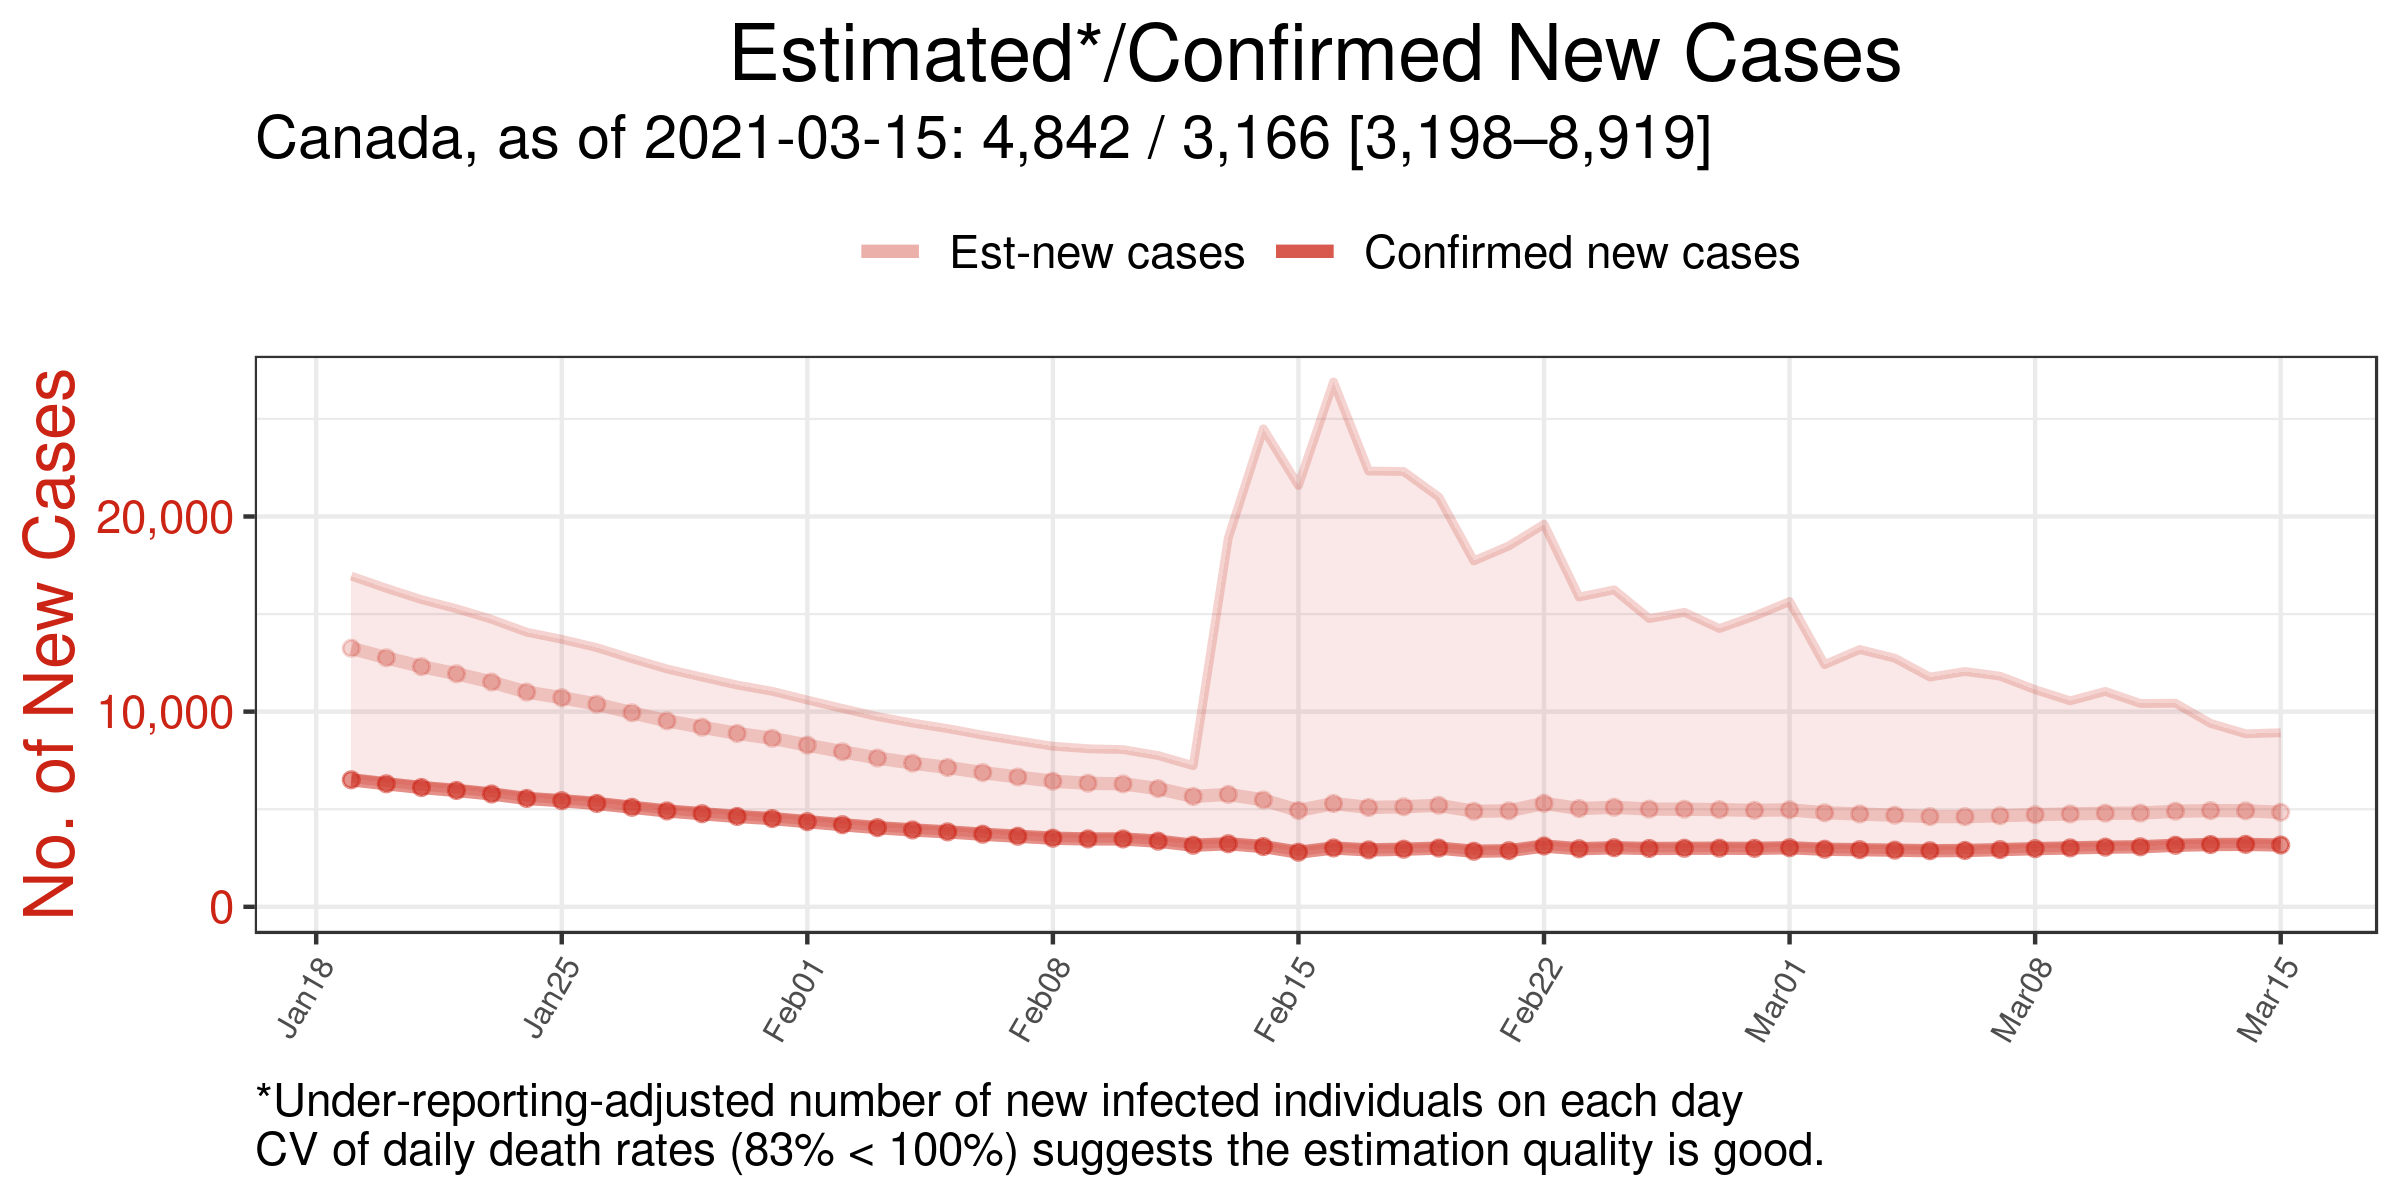 Estimated*/Confirmed New Cases
Canada, as of 2021-03-15: 4,842 / 3,166 [3,198–8,919]
Est-new cases
Confirmed new cases
No. of New Cases
20,000
10,000
0
Jan18
Jan25
Feb01
Feb08
Feb15
Feb22
Mar01
Mar08
Mar15
*Under-reporting-adjusted number of new infected individuals on each day
CV of daily death rates (83% < 100%) suggests the estimation quality is good.